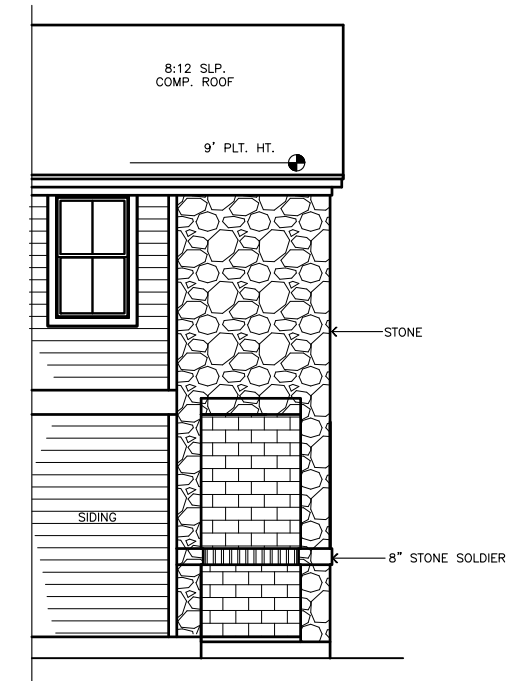 8:12 SLP.
COMP. ROOF
9' PLT. HT.
STONE
SIDING
8" STONE SOLDIER